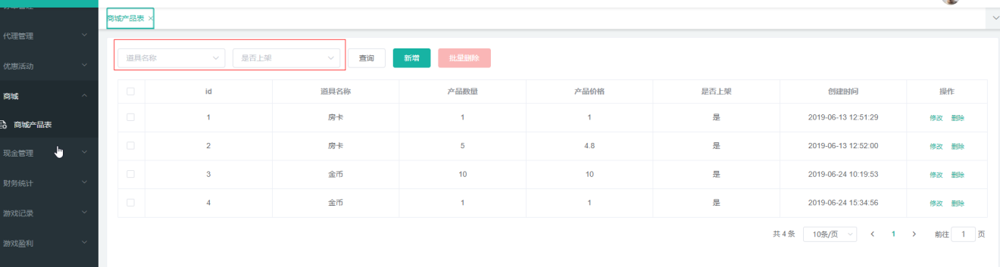 商城产品表 ×
代理管理
优惠活动
商城
商城产品表
现金管理
财务统计
游戏记录
游戏盈利
道具名称 是否上架 查询 新增 批量删除
id 道具名称 产品数量 产品价格 是否上架 创建时间 操作
1 房卡 1 1 是 2019-06-13 12:51:29 修改 删除
2 房卡 5 4.8 是 2019-06-13 12:52:00 修改 删除
3 金币 10 10 是 2019-06-24 10:19:53 修改 删除
4 金币 1 1 是 2019-06-24 15:34:56 修改 删除
共 4 条 10条/页 < 1 > 前往 1 页